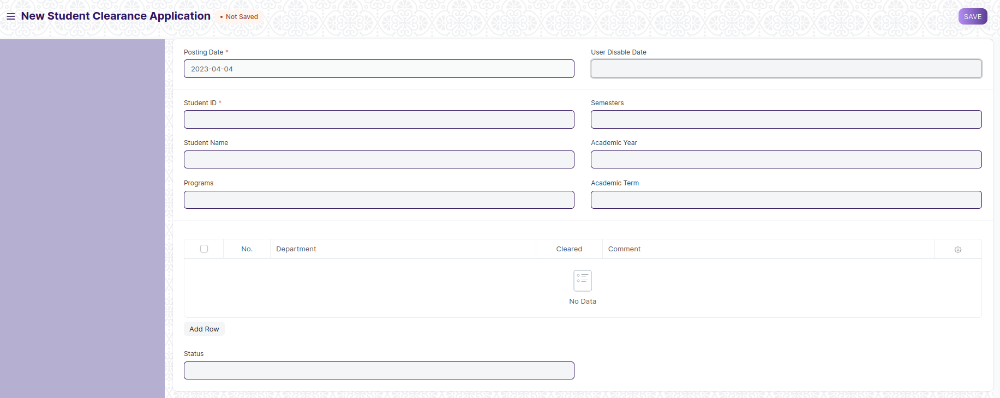 New Student Clearance Application
• Not Saved
SAVE
Posting Date *
User Disable Date
2023-04-04
Student ID *
Semesters
Student Name
Academic Year
Programs
Academic Term
No. Department Cleared Comment
No Data
Add Row
Status